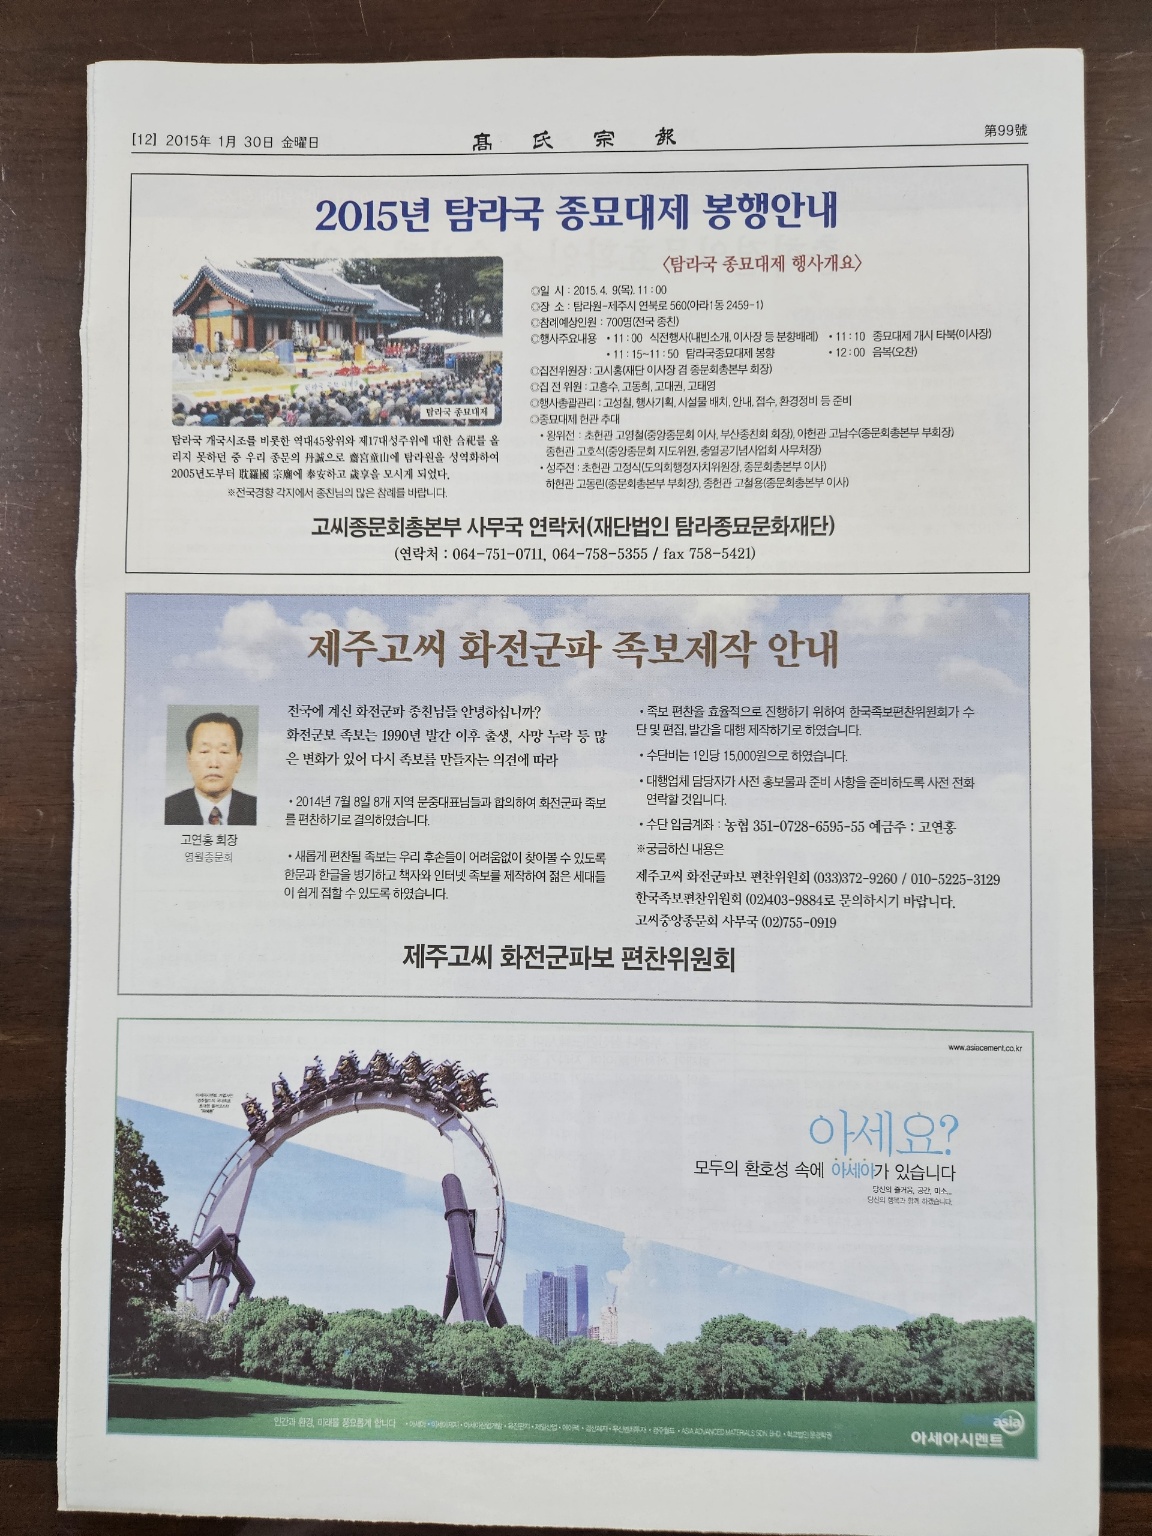 [12] 2015年 1月 30日 金曜日
高氏宗報
第99號
2015년 탐라국 종묘대제 봉행안내
탐라국 종묘대제
탐라국 개국시조를 비롯한 역대45왕위와 제17대성주위에 대한 合祀를 올
리지 못하던 중 우리 종문의 丹誠으로 齋宮童山에 탐라원을 성역화하여
2005년도부터 耽羅國 宗廟에 奉安하고 歲享을 모시게 되었다.
※전국경향 각지에서 종친님의 많은 참례를 바랍니다.
〈탐라국 종묘대제 행사개요〉
◎일 시 : 2015. 4. 9(목). 11 : 00
◎장 소 : 탐라원-제주시 연북로 560(아라1동 2459-1)
◎참례예상인원 : 700명(전국 종친)
◎행사주요내용 • 11 : 00 식전행사(내빈소개, 이사장 등 분향배례) • 11 : 10 종묘대제 개시 타북(이사장)
• 11 : 15~11 : 50 탐라국종묘대제 봉향 • 12 : 00 음복(오찬)
◎집전위원장 : 고시홍(재단 이사장 겸 종문회총본부 회장)
◎집 전 위원 : 고흥수, 고동희, 고대권, 고태영
◎행사총괄관리 : 고성칠, 행사기획, 시설물 배치, 안내, 접수, 환경정비 등 준비
◎종묘대제 헌관 추대
• 왕위전 : 초헌관 고영철(중앙종문회 이사, 부산종친회 회장), 아헌관 고남수(종문회총본부 부회장)
종헌관 고호석(중앙종문회 지도위원, 충열공기념사업회 사무처장)
• 성주전 : 초헌관 고정식(도의회행정자치위원장, 종문회총본부 이사)
하헌관 고동린(종문회총본부 부회장), 종헌관 고철용(종문회총본부 이사)
고씨종문회총본부 사무국 연락처(재단법인 탐라종묘문화재단)
(연락처 : 064-751-0711, 064-758-5355 / fax 758-5421)
제주고씨 화전군파 족보제작 안내
고연홍 회장
영월종문회
전국에 계신 화전군파 종친님들 안녕하십니까?
화전군보 족보는 1990년 발간 이후 출생, 사망 누락 등 많
은 변화가 있어 다시 족보를 만들자는 의견에 따라
• 2014년 7월 8일 8개 지역 문중대표님들과 합의하여 화전군파 족보
를 편찬하기로 결의하였습니다.
• 새롭게 편찬될 족보는 우리 후손들이 어려움없이 찾아볼 수 있도록
한문과 한글을 병기하고 책자와 인터넷 족보를 제작하여 젊은 세대들
이 쉽게 접할 수 있도록 하였습니다.
• 족보 편찬을 효율적으로 진행하기 위하여 한국족보편찬위원회가 수
단 및 편집, 발간을 대행 제작하기로 하였습니다.
• 수단비는 1인당 15,000원으로 하였습니다.
• 대행업체 담당자가 사전 홍보물과 준비 사항을 준비하도록 사전 전화
연락할 것입니다.
• 수단 입금계좌 : 농협 351-0728-6595-55 예금주 : 고연홍
※궁금하신 내용은
제주고씨 화전군파보 편찬위원회 (033)372-9260 / 010-5225-3129
한국족보편찬위원회 (02)403-9884로 문의하시기 바랍니다.
고씨중앙종문회 사무국 (02)755-0919
제주고씨 화전군파보 편찬위원회
www.asiacement.co.kr
아세요?
모두의 환호성 속에 아세아가 있습니다
당신의 즐거움, 공간, 미소...
당신의 행복과 함께 하겠습니다.
인간과 환경, 미래를 풍요롭게 합니다
asia
아세아시멘트